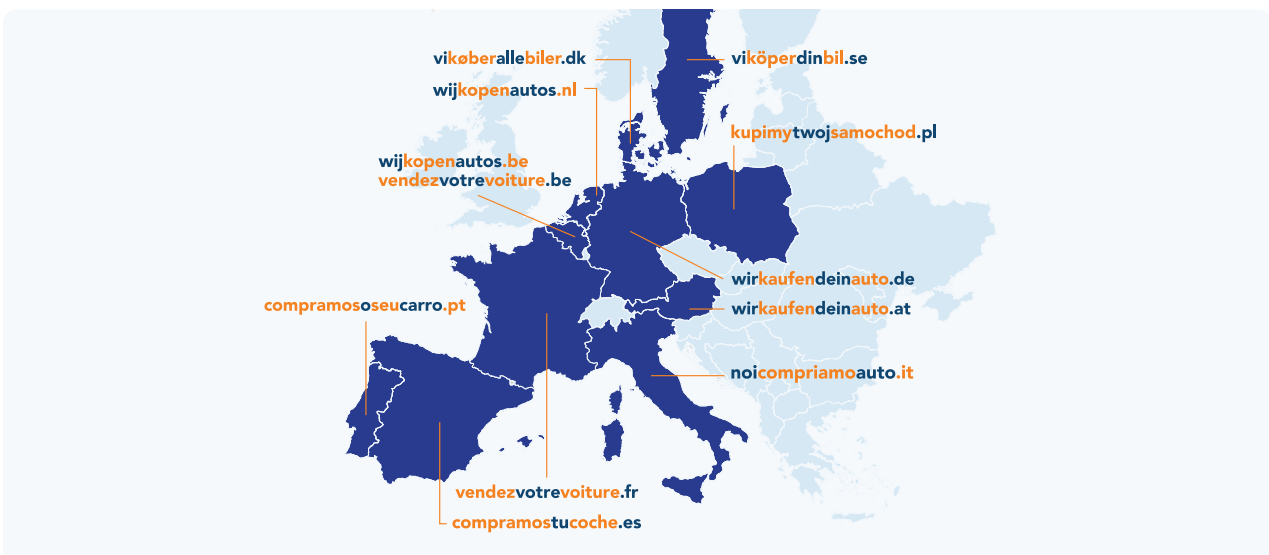 vikøberallebiler.dk
viköperdinbil.se
wijkopenautos.nl
kupimytwojsamochod.pl
wijkopenautos.be
vendezvotrevoiture.be
wirkaufendeinauto.de
compramososeucarro.pt
wirkaufendeinauto.at
noicompriamoauto.it
vendezvotrevoiture.fr
compramostucoche.es